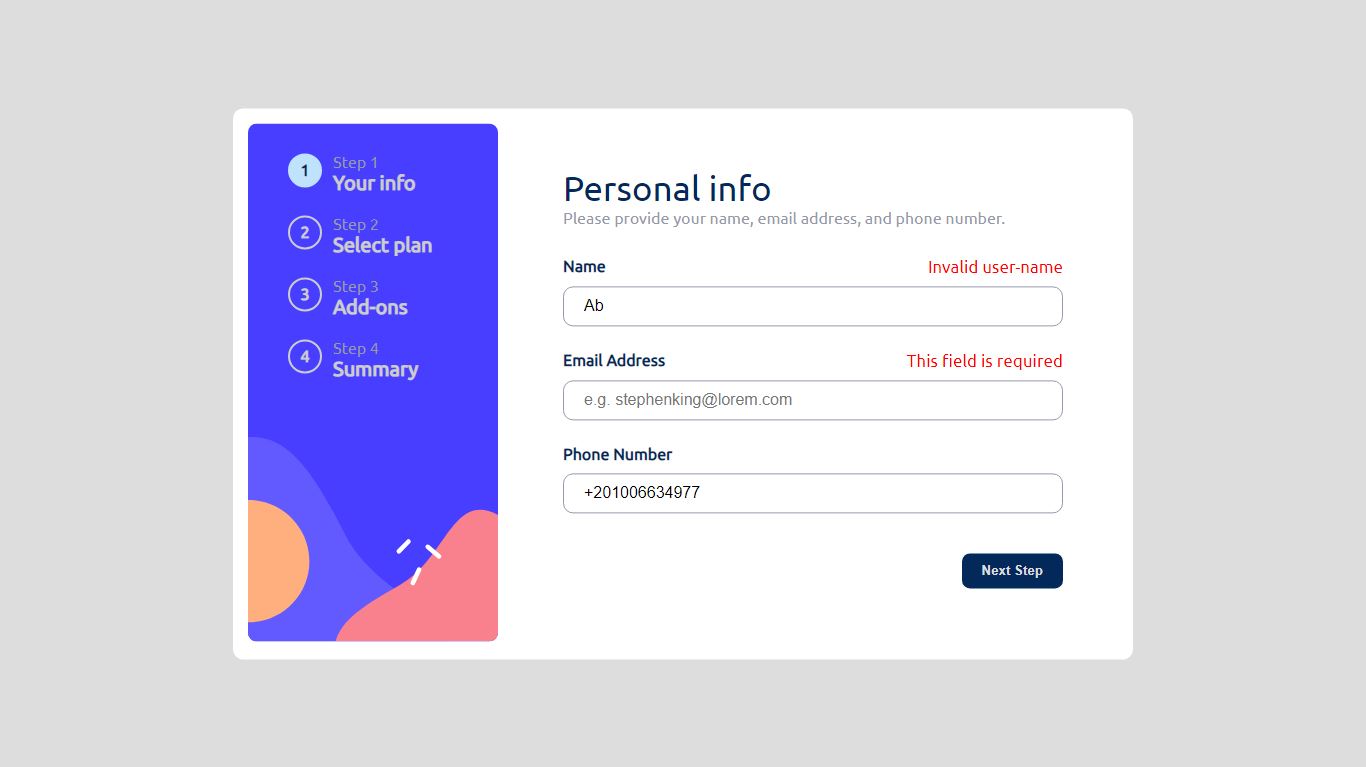 1
Step 1
Your info
2
Step 2
Select plan
3
Step 3
Add-ons
4
Step 4
Summary
Personal info
Please provide your name, email address, and phone number.
Name Invalid user-name
Ab
Email Address This field is required
e.g. stephenking@lorem.com
Phone Number
+201006634977
Next Step